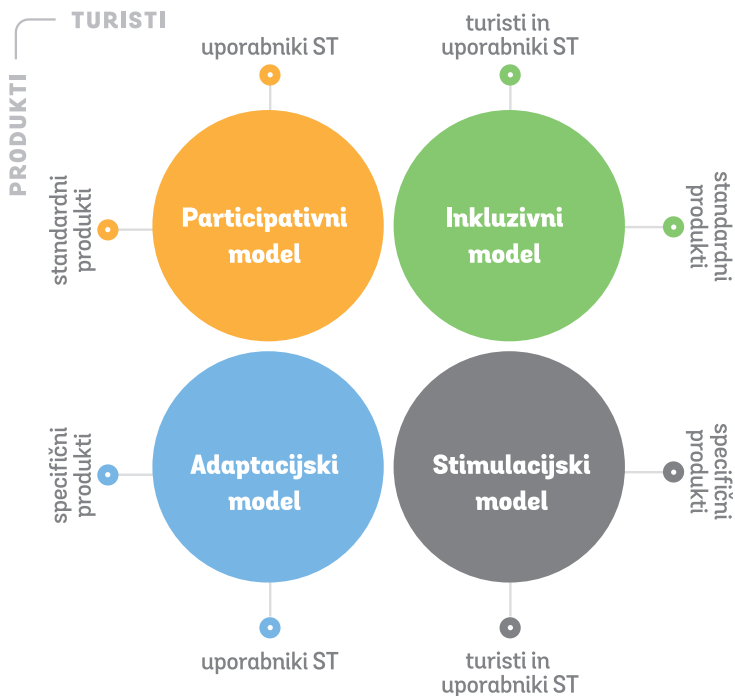 TURISTI
PRODUKTI
uporabniki ST
turisti in
uporabniki ST
standardni
produkti
Participativni
model
Inkluzivni
model
standardni
produkti
specifični
produkti
Adaptacijski
model
Stimulacijski
model
specifični
produkti
uporabniki ST
turisti in
uporabniki ST